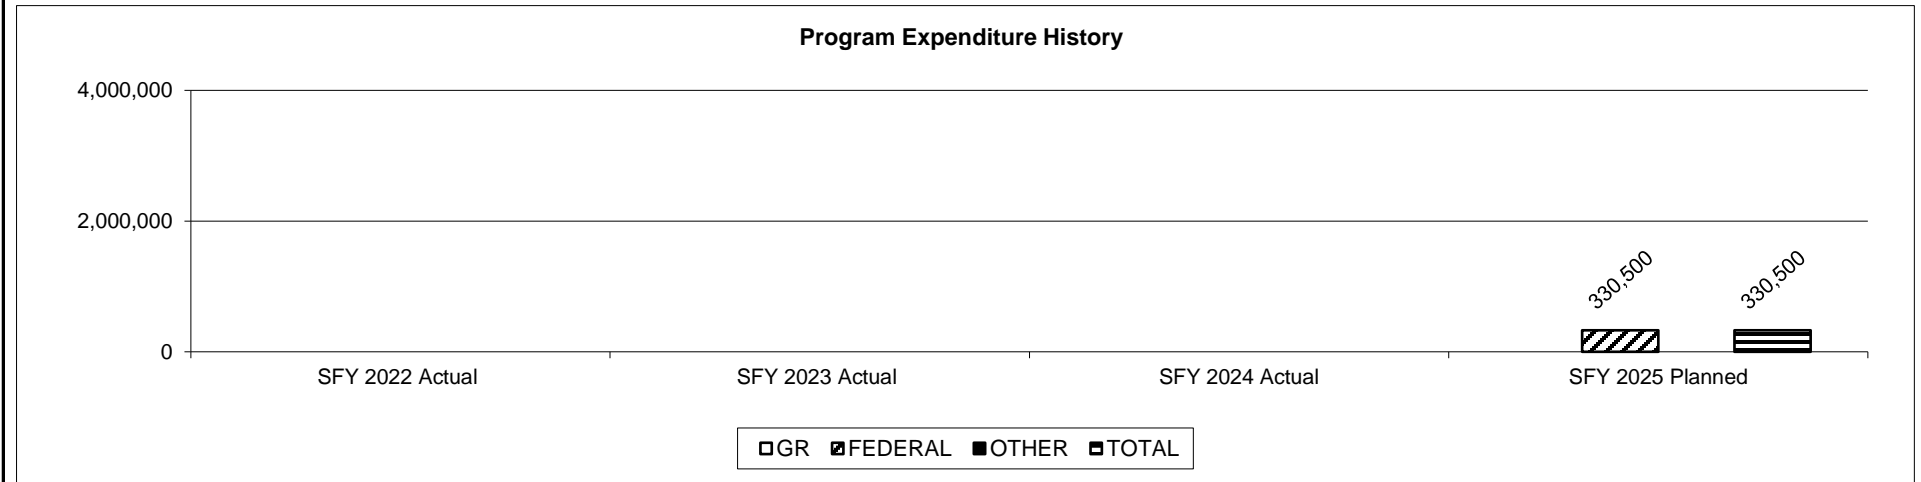 Program Expenditure History
4,000,000
2,000,000
0
330,500
330,500
SFY 2022 Actual
SFY 2023 Actual
SFY 2024 Actual
SFY 2025 Planned
GR FEDERAL OTHER TOTAL